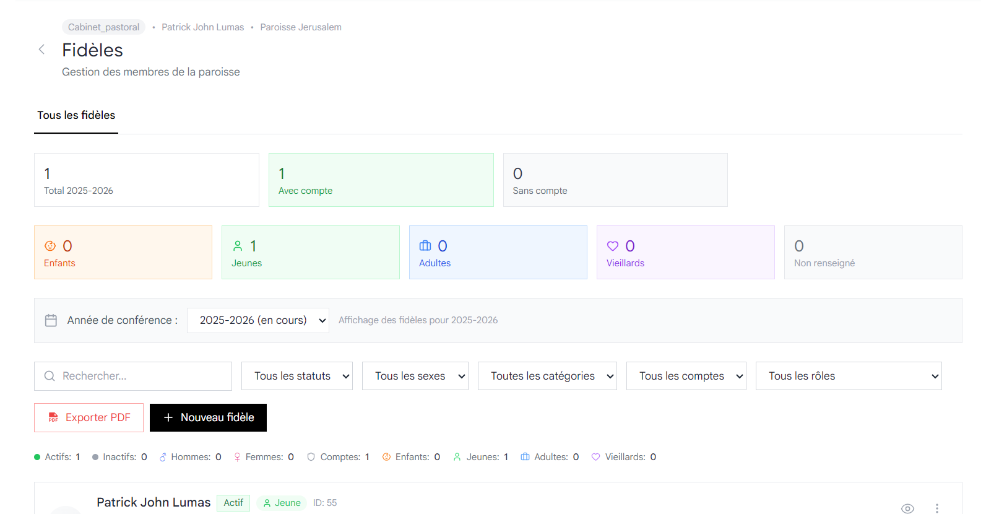 Cabinet_pastoral • Patrick John Lumas • Paroisse Jerusalem
Fidèles
Gestion des membres de la paroisse
Tous les fidèles
1
Total 2025-2026
1
Avec compte
0
Sans compte
0
Enfants
1
Jeunes
0
Adultes
0
Vieillards
0
Non renseigné
Année de conférence : 2025-2026 (en cours) Affichage des fidèles pour 2025-2026
Rechercher... Tous les statuts Tous les sexes Toutes les catégories Tous les comptes Tous les rôles
PDF Exporter PDF + Nouveau fidèle
Actifs: 1 Inactifs: 0 Hommes: 0 Femmes: 0 Comptes: 1 Enfants: 0 Jeunes: 1 Adultes: 0 Vieillards: 0
Patrick John Lumas Actif Jeune ID: 55